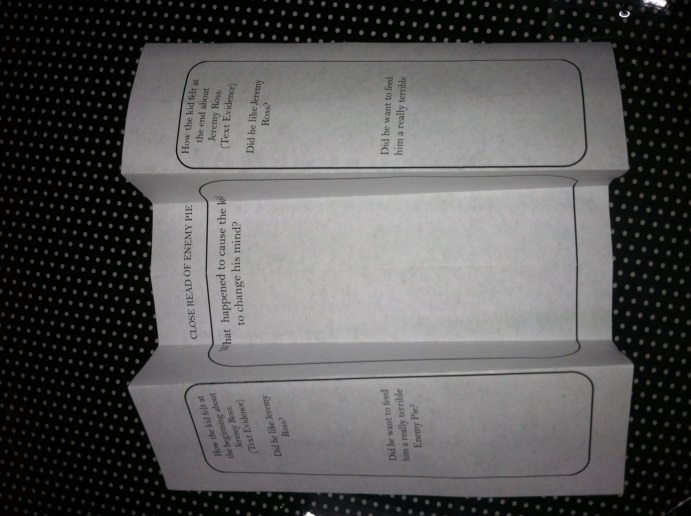 CLOSE READ OF ENEMY PIE
How the kid felt at
the beginning about
Jeremy Ross:
(Text Evidence)
Did he like Jeremy
Ross?
Did he want to feed
him a really terrible
Enemy Pie?
What happened to cause the
to change his mind?
How the kid felt at
the end about
Jeremy Ross:
(Text Evidence)
Did he like Jeremy
Ross?
Did he want to feed
him a really terrible